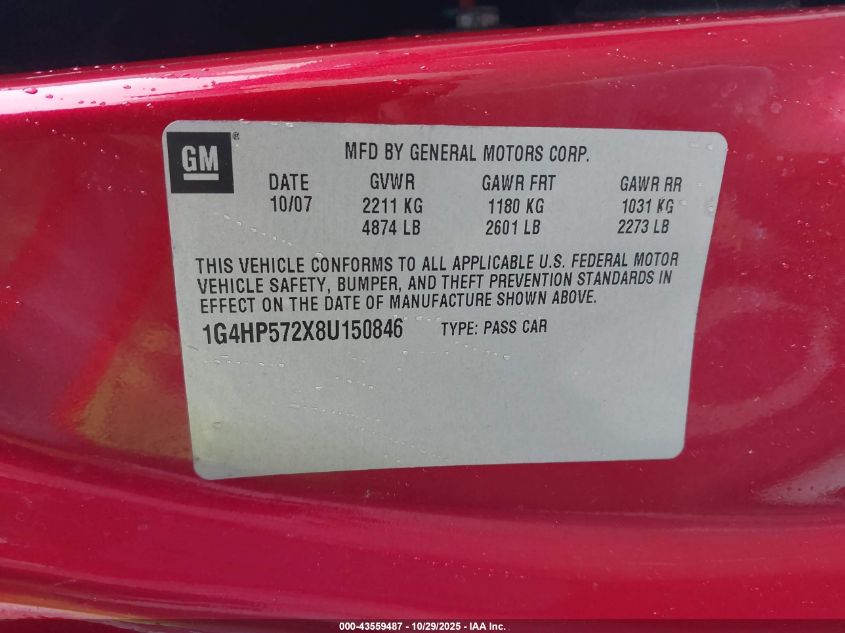 GM®
MFD BY GENERAL MOTORS CORP.
DATE GVWR GAWR FRT GAWR RR
10/07 2211 KG 1180 KG 1031 KG
4874 LB 2601 LB 2273 LB
THIS VEHICLE CONFORMS TO ALL APPLICABLE U.S. FEDERAL MOTOR
VEHICLE SAFETY, BUMPER, AND THEFT PREVENTION STANDARDS IN
EFFECT ON THE DATE OF MANUFACTURE SHOWN ABOVE.
1G4HP572X8U150846 TYPE: PASS CAR
000-43559487 - 10/29/2025 - IAA Inc.